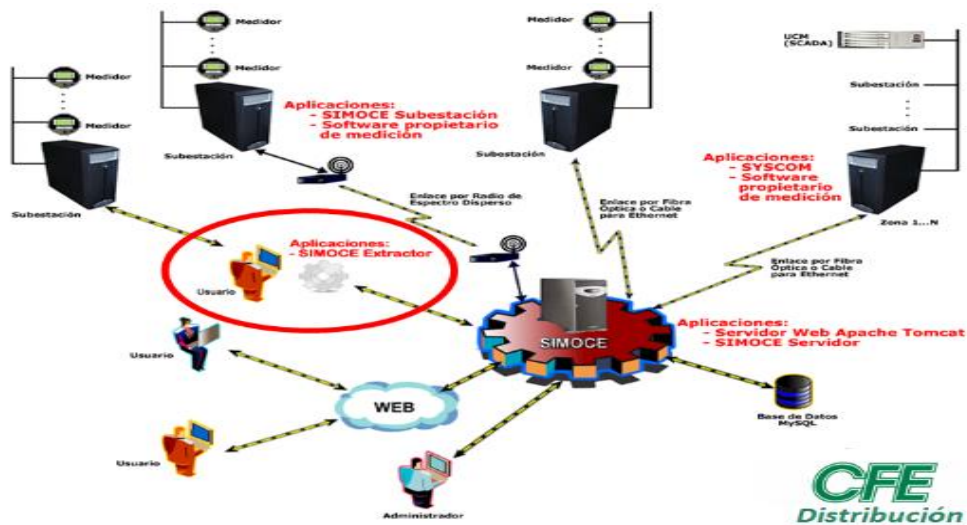 Medidor
Medidor
Subestación
Medidor
Medidor
Subestación
Aplicaciones:
- SIMOCE Subestación
- Software propietario
de medición
Medidor
Medidor
Subestación
UCM
(SCADA)
Subestación
Subestación
Aplicaciones:
- SYSCOM
- Software
propietario
de medición
Zona 1...N
Enlace por Radio de
Espectro Disperso
Enlace por Fibra
Óptica o Cable
para Ethernet
Enlace por Fibra
Óptica o Cable
para Ethernet
Aplicaciones:
- SIMOCE Extractor
Usuario
SIMOCE
Aplicaciones:
- Servidor Web Apache Tomcat
- SIMOCE Servidor
Usuario
WEB
Base de Datos
MySQL
Usuario
Administrador
CFE
Distribución